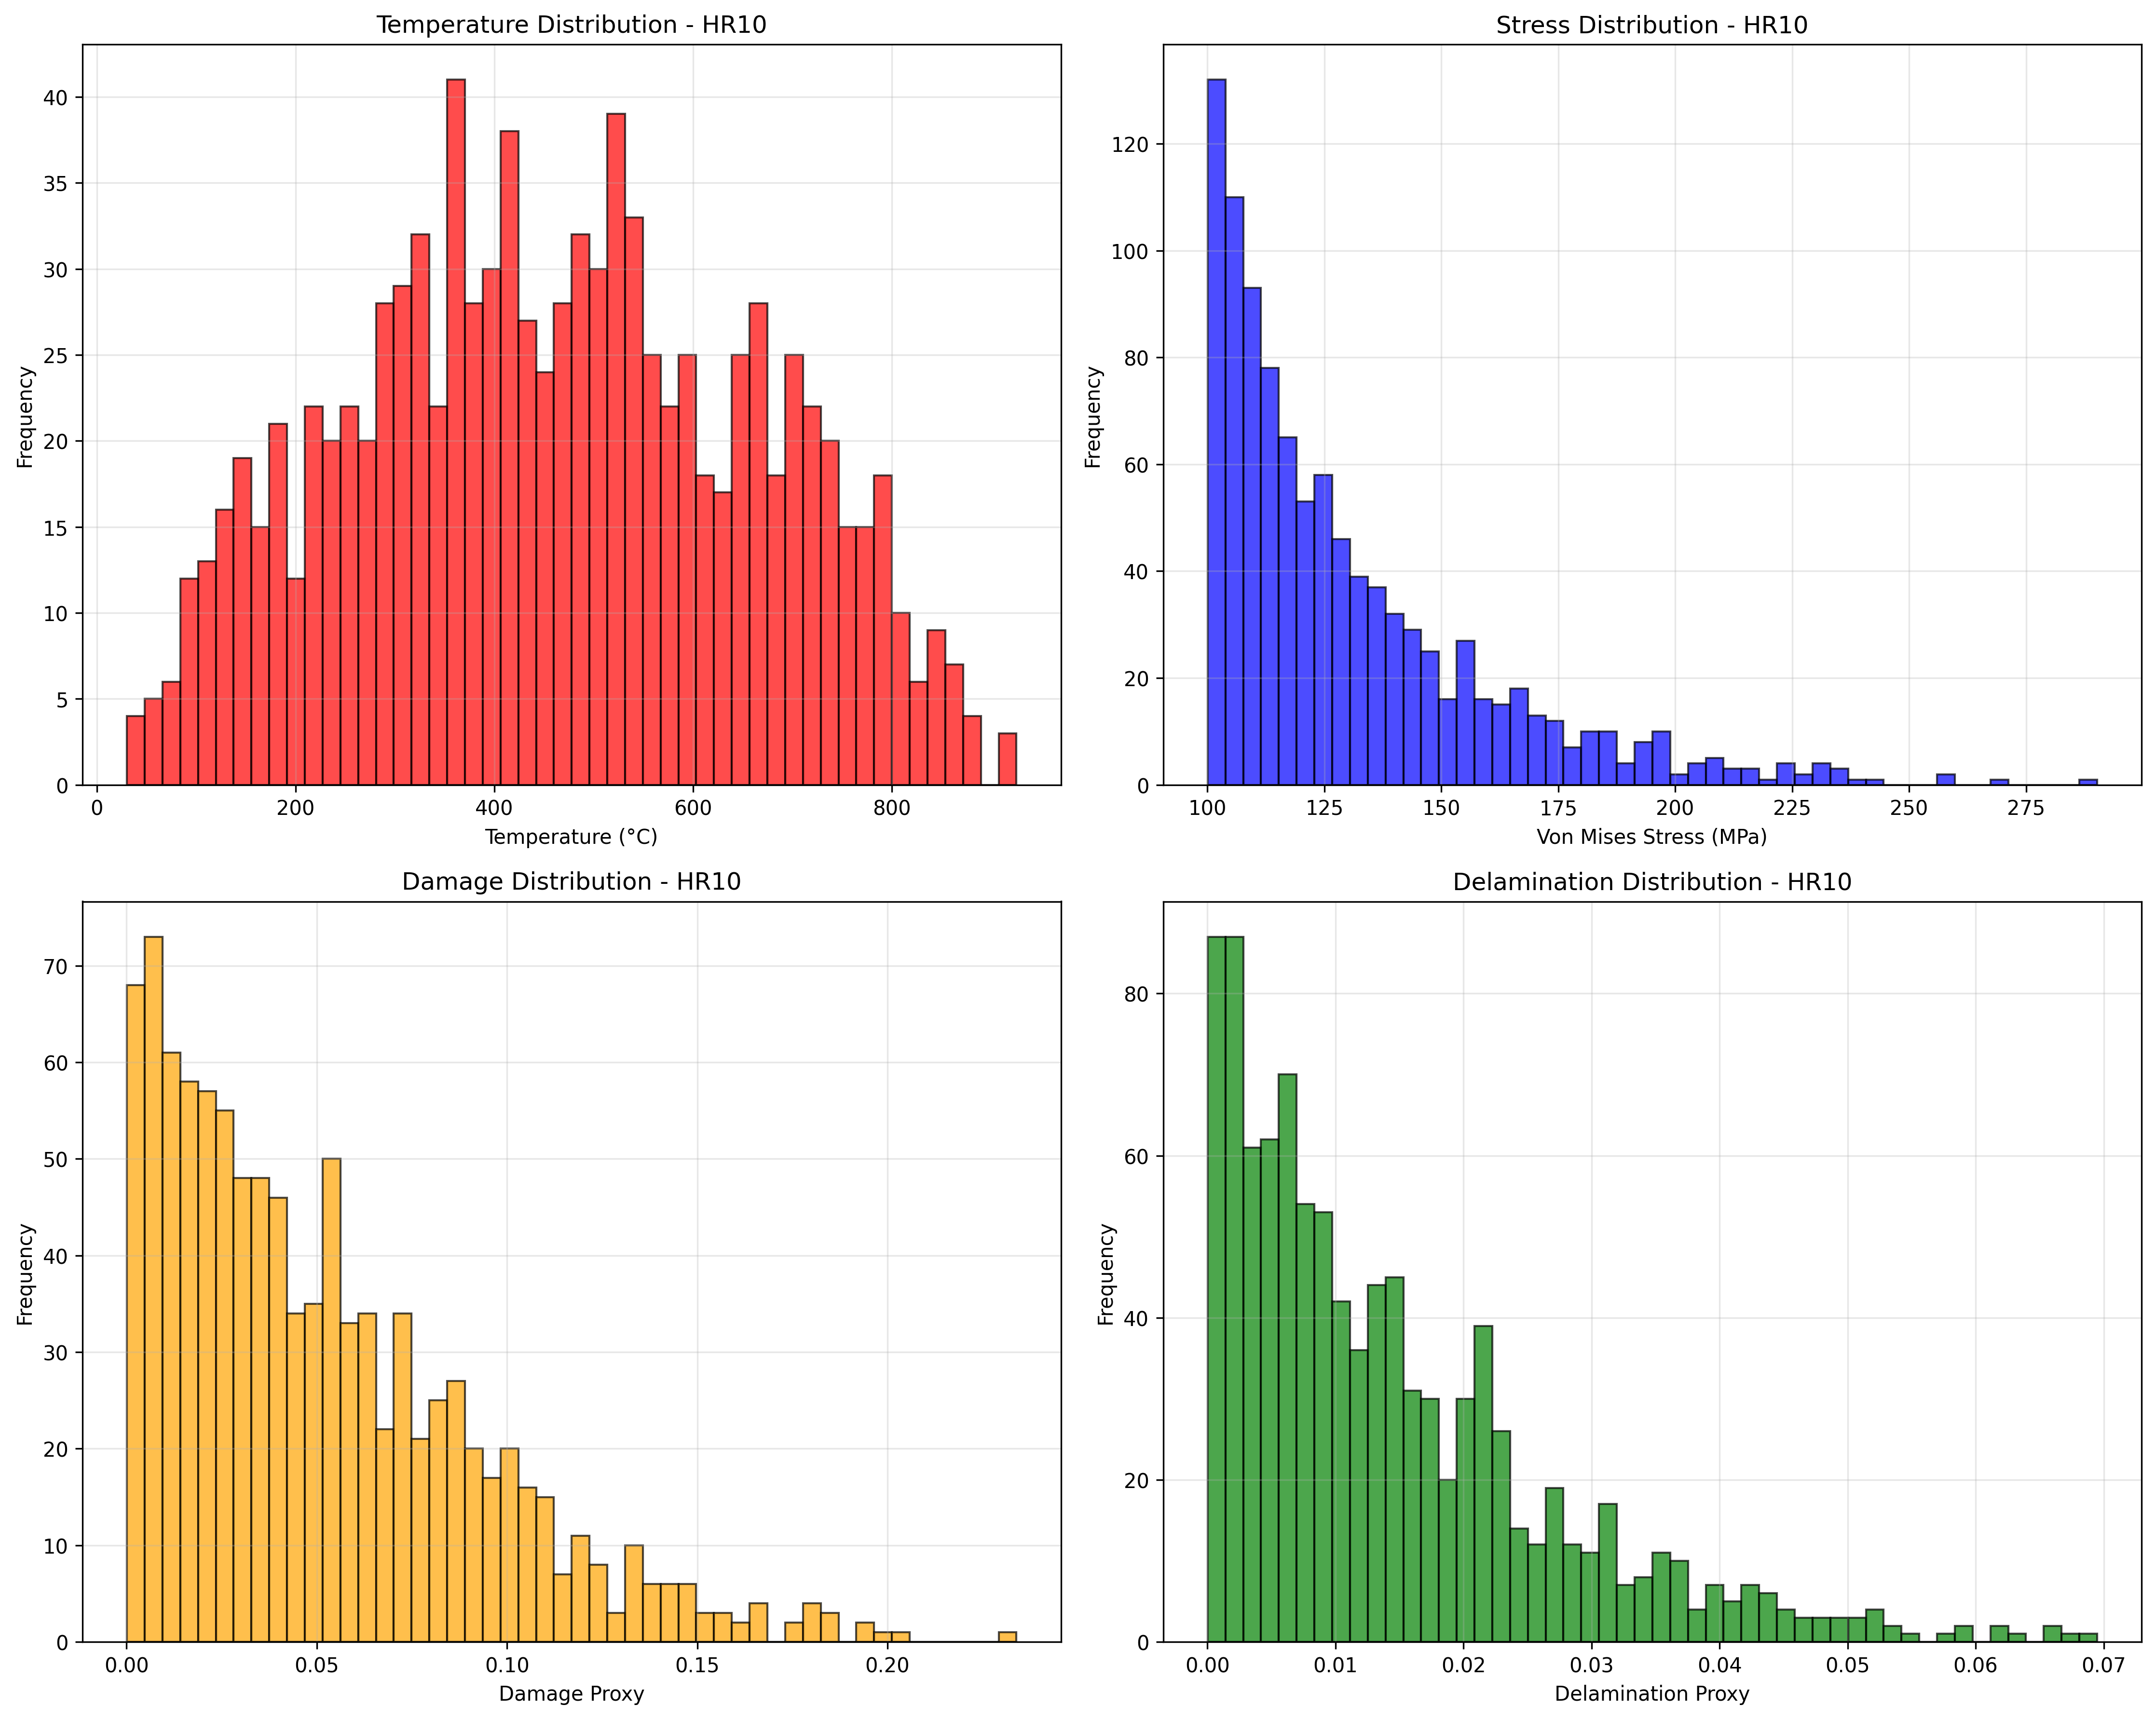 Temperature Distribution - HR10
Frequency
40
35
30
25
20
15
10
5
0
0 200 400 600 800
Temperature (°C)
Stress Distribution - HR10
Frequency
120
100
80
60
40
20
0
100 125 150 175 200 225 250 275
Von Mises Stress (MPa)
Damage Distribution - HR10
Frequency
70
60
50
40
30
20
10
0
0.00 0.05 0.10 0.15 0.20
Damage Proxy
Delamination Distribution - HR10
Frequency
80
60
40
20
0
0.00 0.01 0.02 0.03 0.04 0.05 0.06 0.07
Delamination Proxy